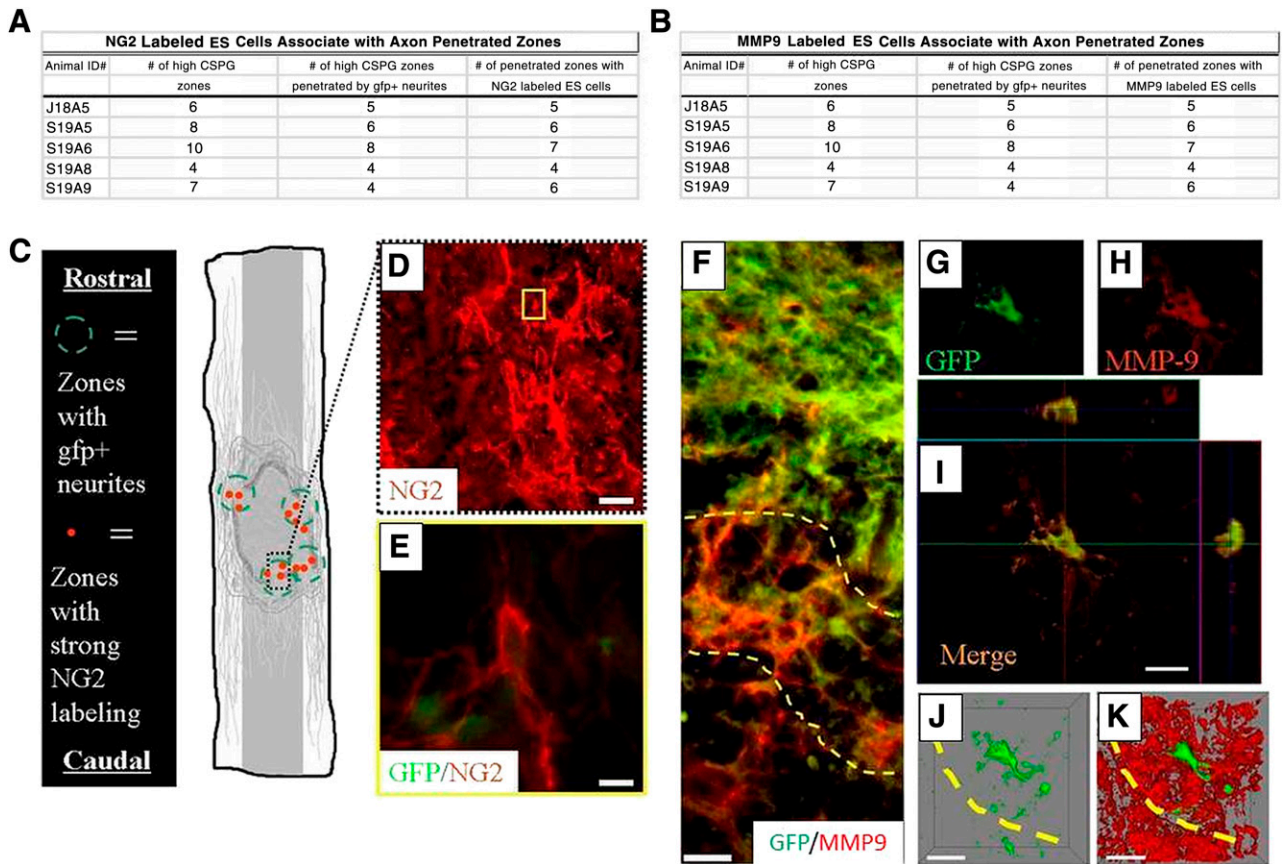 A
NG2 Labeled ES Cells Associate with Axon Penetrated Zones
Animal ID# # of high CSPG zones # of high CSPG zones penetrated by gfp+ neurites # of penetrated zones with NG2 labeled ES cells
J18A5 6 5 5
S19A5 8 6 6
S19A6 10 8 7
S19A8 4 4 4
S19A9 7 4 6
B
MMP9 Labeled ES Cells Associate with Axon Penetrated Zones
Animal ID# # of high CSPG zones # of high CSPG zones penetrated by gfp+ neurites # of penetrated zones with MMP9 labeled ES cells
J18A5 6 5 5
S19A5 8 6 6
S19A6 10 8 7
S19A8 4 4 4
S19A9 7 4 6
C
Rostral
=
Zones
with
gfp+
neurites
=
Zones
with
strong
NG2
labeling
Caudal
D
NG2
E
GFP/NG2
F
GFP/MMP9
G
GFP
H
MMP-9
I
Merge
J
K